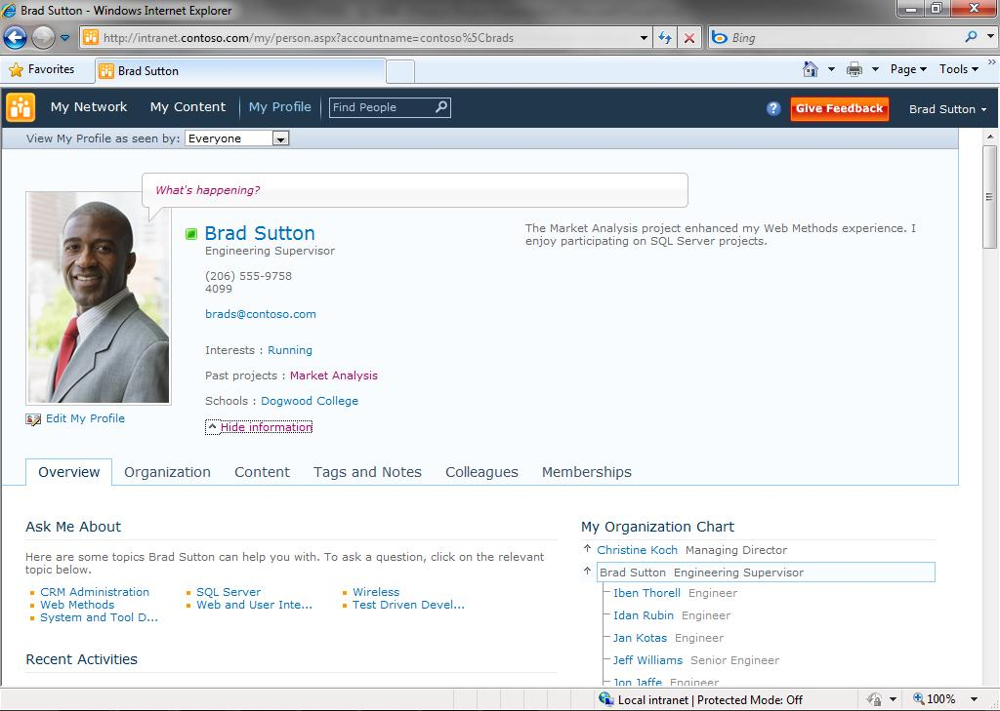 Brad Sutton - Windows Internet Explorer
http://intranet.contoso.com/my/person.aspx?accountname=contoso%5Cbrads
Bing
Favorites
Brad Sutton
Page
Tools
My Network
My Content
My Profile
Find People
Give Feedback
Brad Sutton
View My Profile as seen by:
Everyone
What's happening?
Brad Sutton
Engineering Supervisor
(206) 555-9758
4099
brads@contoso.com
Interests : Running
Past projects : Market Analysis
Schools : Dogwood College
Hide information
The Market Analysis project enhanced my Web Methods experience. I
enjoy participating on SQL Server projects.
Edit My Profile
Overview
Organization
Content
Tags and Notes
Colleagues
Memberships
Ask Me About
Here are some topics Brad Sutton can help you with. To ask a question, click on the relevant
topic below.
CRM Administration
Web Methods
System and Tool D...
SQL Server
Web and User Inte...
Wireless
Test Driven Devel...
Recent Activities
My Organization Chart
Christine Koch Managing Director
Brad Sutton Engineering Supervisor
Iben Thorell Engineer
Idan Rubin Engineer
Jan Kotas Engineer
Jeff Williams Senior Engineer
Jon Jaffe Engineer
Local intranet | Protected Mode: Off
100%